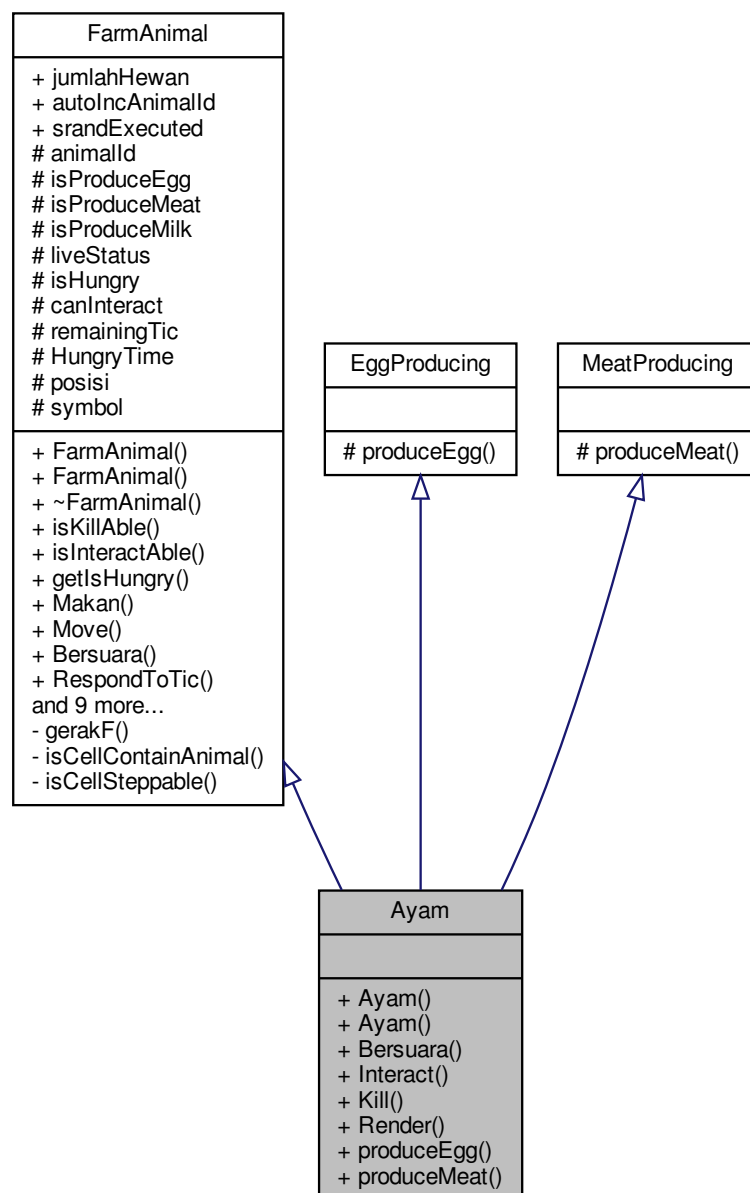 FarmAnimal
+ jumlahHewan
+ autoIncAnimalId
+ srandExecuted
# animalId
# isProduceEgg
# isProduceMeat
# isProduceMilk
# liveStatus
# isHungry
# canInteract
# remainingTic
# HungryTime
# posisi
# symbol
+ FarmAnimal()
+ FarmAnimal()
+ ~FarmAnimal()
+ isKillAble()
+ isInteractAble()
+ getIsHungry()
+ Makan()
+ Move()
+ Bersuara()
+ RespondToTic()
and 9 more...
- gerakF()
- isCellContainAnimal()
- isCellSteppable()
EggProducing
# produceEgg()
MeatProducing
# produceMeat()
Ayam
+ Ayam()
+ Ayam()
+ Bersuara()
+ Interact()
+ Kill()
+ Render()
+ produceEgg()
+ produceMeat()